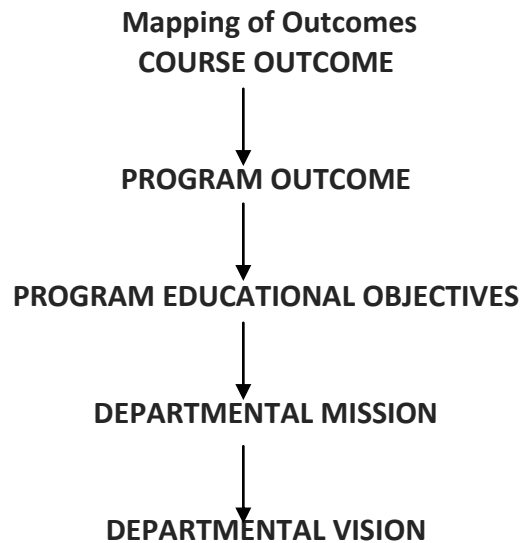 Mapping of Outcomes
COURSE OUTCOME
PROGRAM OUTCOME
PROGRAM EDUCATIONAL OBJECTIVES
DEPARTMENTAL MISSION
DEPARTMENTAL VISION